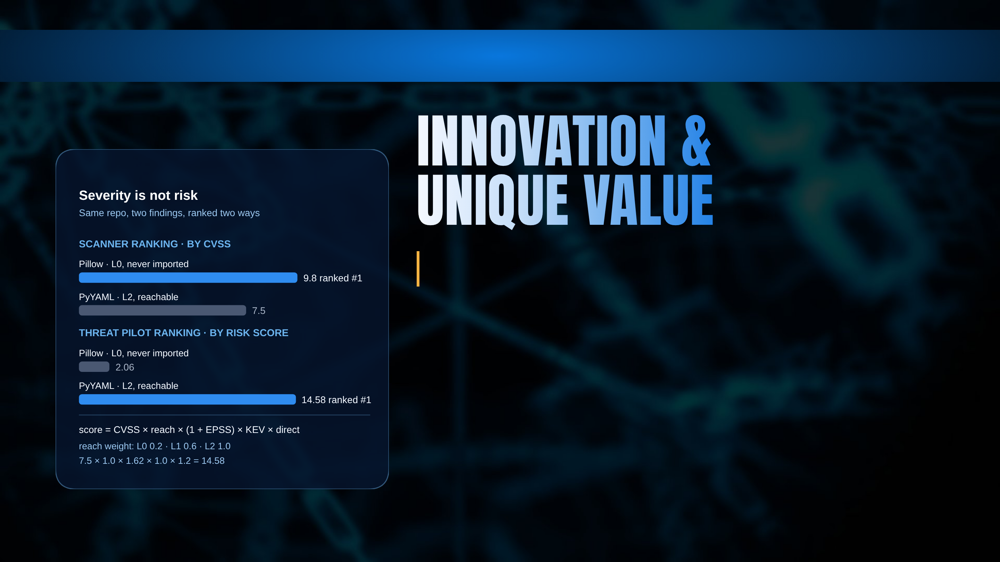 INNOVATION &
UNIQUE VALUE
Severity is not risk
Same repo, two findings, ranked two ways
SCANNER RANKING · BY CVSS
Pillow · L0, never imported
9.8 ranked #1
PyYAML · L2, reachable
7.5
THREAT PILOT RANKING · BY RISK SCORE
Pillow · L0, never imported
2.06
PyYAML · L2, reachable
14.58 ranked #1
score = CVSS × reach × (1 + EPSS) × KEV × direct
reach weight: L0 0.2 · L1 0.6 · L2 1.0
7.5 × 1.0 × 1.62 × 1.0 × 1.2 = 14.58